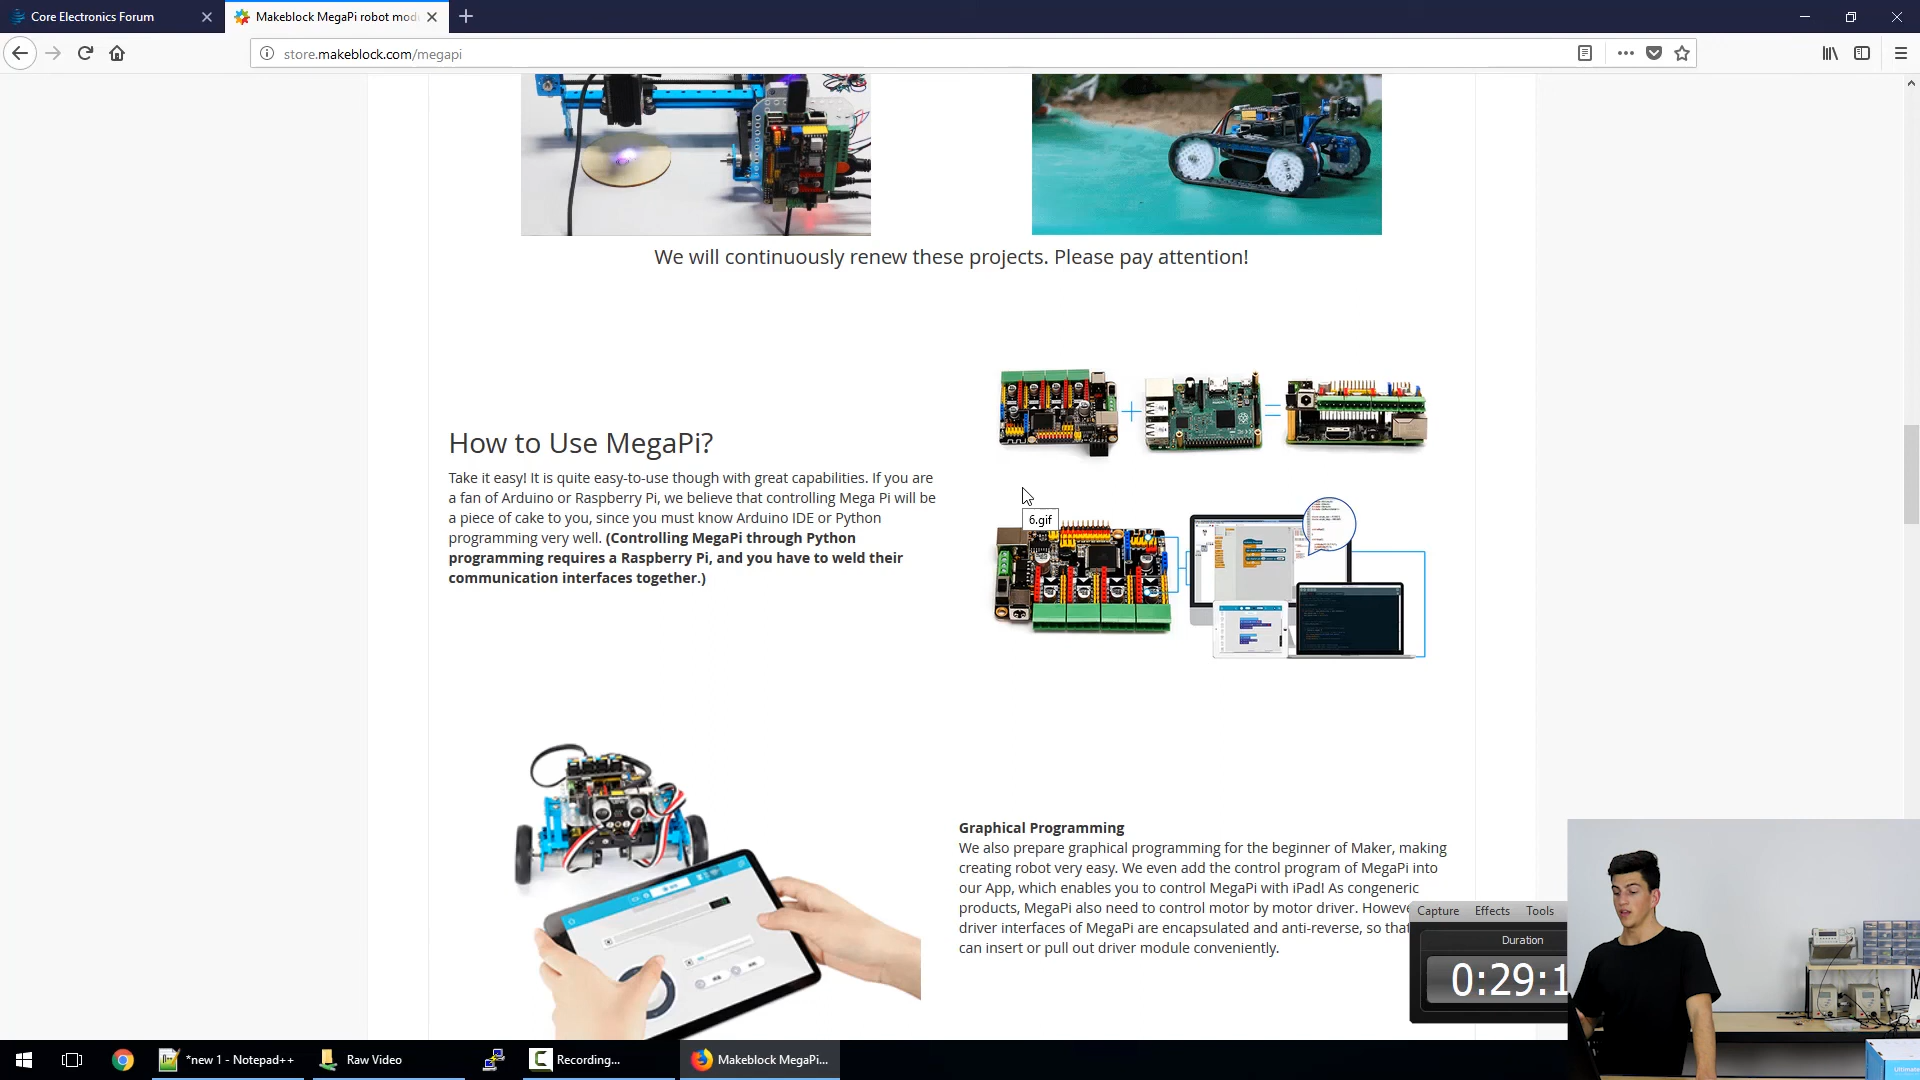 Core Electronics Forum
Makeblock MegaPi robot mod
store.makeblock.com/megapi
We will continuously renew these projects. Please pay attention!
How to Use MegaPi?
Take it easy! It is quite easy-to-use though with great capabilities. If you are
a fan of Arduino or Raspberry Pi, we believe that controlling Mega Pi will be
a piece of cake to you, since you must know Arduino IDE or Python
programming very well. (Controlling MegaPi through Python
programming requires a Raspberry Pi, and you have to weld their
communication interfaces together.)
6.gif
Graphical Programming
We also prepare graphical programming for the beginner of Maker, making
creating robot very easy. We even add the control program of MegaPi into
our App, which enables you to control MegaPi with iPad! As congeneric
products, MegaPi also need to control motor by motor driver. Howeve
driver interfaces of MegaPi are encapsulated and anti-reverse, so that
can insert or pull out driver module conveniently.
Capture Effects Tools
Duration
0:29:1
Ultimate
*new 1 - Notepad++
Raw Video
Recording...
Makeblock MegaPi...